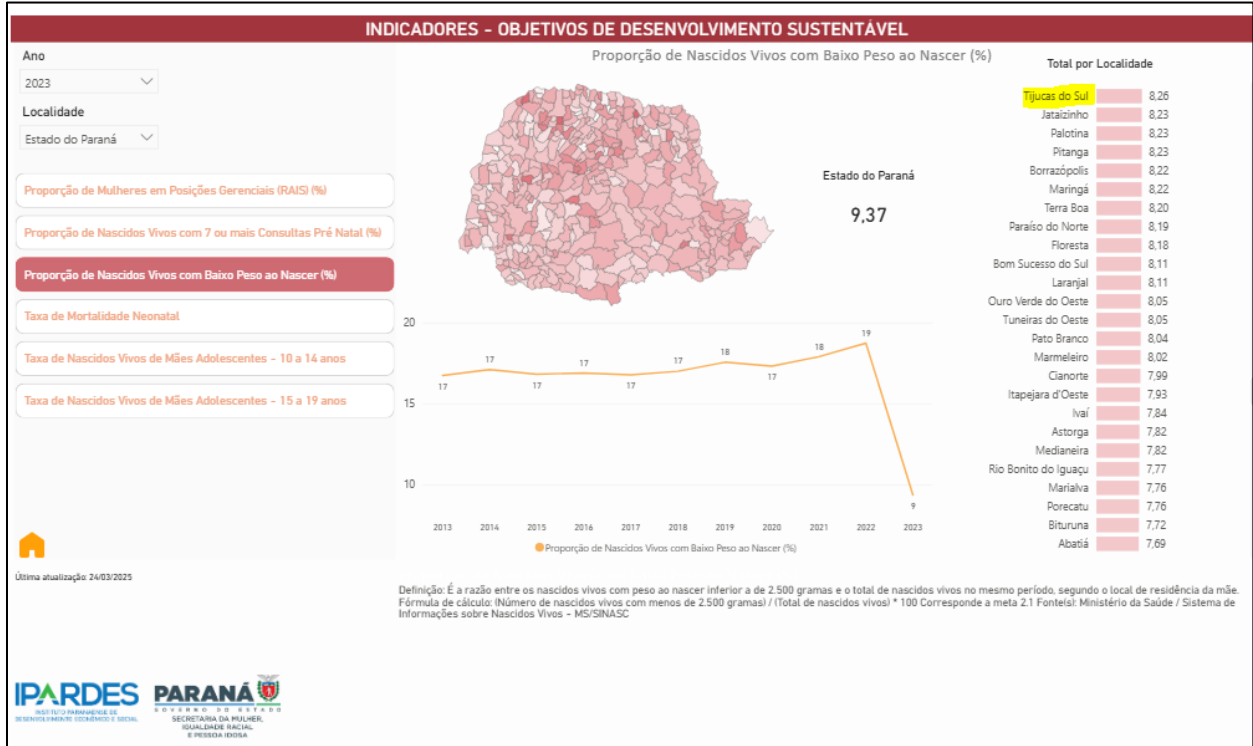 INDICADORES - OBJETIVOS DE DESENVOLVIMENTO SUSTENTÁVEL
Ano
2023
Localidade
Estado do Paraná
Proporção de Mulheres em Posições Gerenciais (RAIS) (%)
Proporção de Nascidos Vivos com 7 ou mais Consultas Pré Natal (%)
Proporção de Nascidos Vivos com Baixo Peso ao Nascer (%)
Taxa de Mortalidade Neonatal
Taxa de Nascidos Vivos de Mães Adolescentes - 10 a 14 anos
Taxa de Nascidos Vivos de Mães Adolescentes - 15 a 19 anos
Última atualização: 24/03/2025
Proporção de Nascidos Vivos com Baixo Peso ao Nascer (%)
Estado do Paraná
9,37
20
15
10
17
17
17
17
17
17
18
17
18
19
9
2013 2014 2015 2016 2017 2018 2019 2020 2021 2022 2023
Proporção de Nascidos Vivos com Baixo Peso ao Nascer (%)
Total por Localidade
Tijucas do Sul 8,26
Jataizinho 8,23
Palotina 8,23
Pitanga 8,23
Borrazópolis 8,22
Maringá 8,22
Terra Boa 8,20
Paraíso do Norte 8,19
Floresta 8,18
Bom Sucesso do Sul 8,11
Laranjal 8,11
Ouro Verde do Oeste 8,05
Tuneiras do Oeste 8,05
Pato Branco 8,04
Marmeleiro 8,02
Cianorte 7,99
Itapejara d'Oeste 7,93
Ivaí 7,84
Astorga 7,82
Medianeira 7,82
Rio Bonito do Iguaçu 7,77
Marialva 7,76
Porecatu 7,76
Bituruna 7,72
Abatiá 7,69
Definição: É a razão entre os nascidos vivos com peso ao nascer inferior a de 2.500 gramas e o total de nascidos vivos no mesmo período, segundo o local de residência da mãe.
Fórmula de cálculo: (Número de nascidos vivos com menos de 2.500 gramas) / (Total de nascidos vivos) * 100 Corresponde a meta 2.1 Fonte(s): Ministério da Saúde / Sistema de
Informações sobre Nascidos Vivos - MS/SINASC
IPARDES
INSTITUTO PARANAENSE DE
DESENVOLVIMENTO ECONÔMICO E SOCIAL
PARANÁ
GOVERNO DO ESTADO
SECRETARIA DA MULHER,
IGUALDADE RACIAL
E PESSOA IDOSA